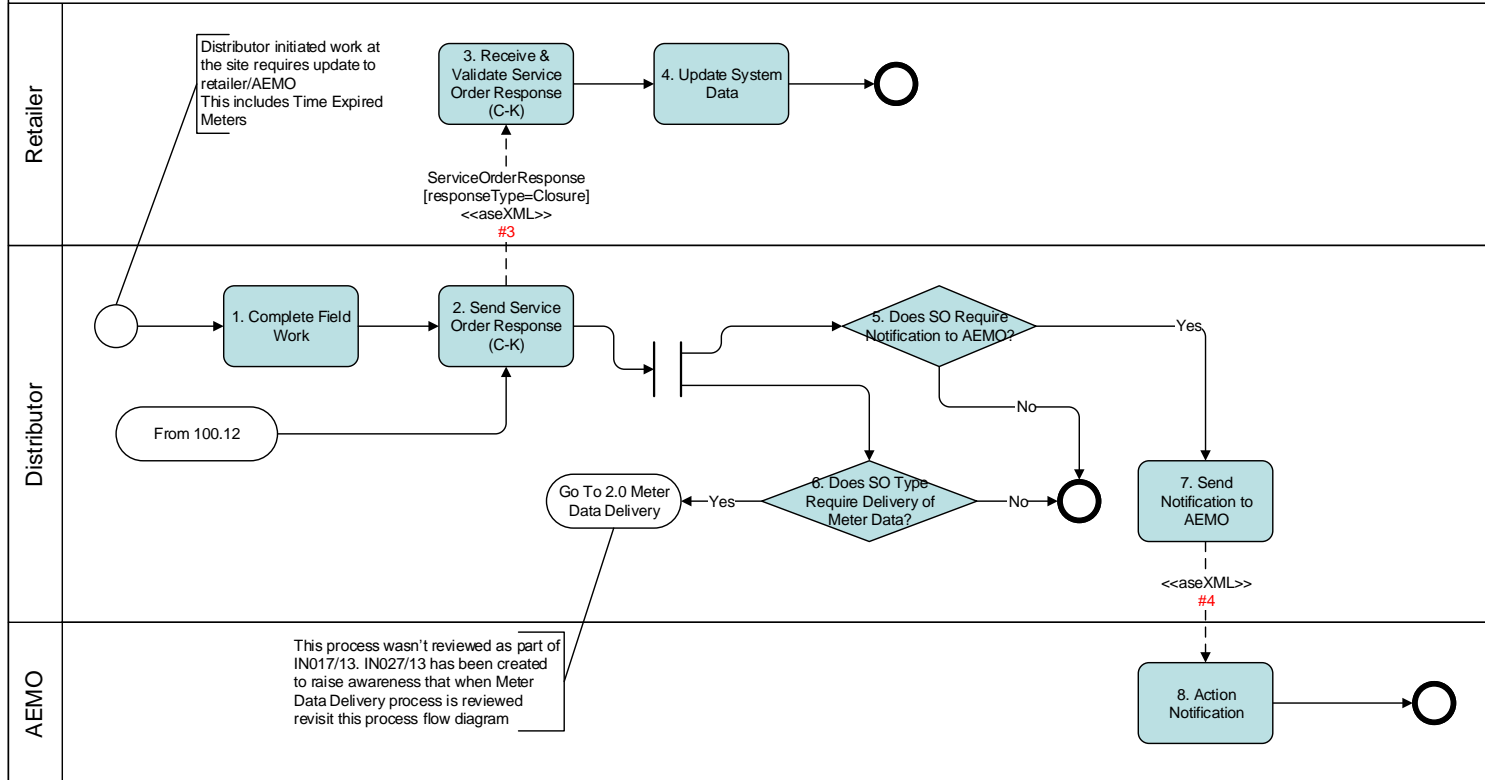 Retailer
Distributor initiated work at
the site requires update to
retailer/AEMO
This includes Time Expired
Meters
3. Receive &
Validate Service
Order Response
(C-K)
4. Update System
Data
ServiceOrderResponse
[responseType=Closure]
<<aseXML>>
#3
Distributor
1. Complete Field
Work
2. Send Service
Order Response
(C-K)
5. Does SO Require
Notification to AEMO?
Yes
No
From 100.12
Go To 2.0 Meter
Data Delivery
Yes
6. Does SO Type
Require Delivery of
Meter Data?
No
7. Send
Notification to
AEMO
<<aseXML>>
#4
AEMO
This process wasn't reviewed as part of
IN017/13. IN027/13 has been created
to raise awareness that when Meter
Data Delivery process is reviewed
revisit this process flow diagram
8. Action
Notification